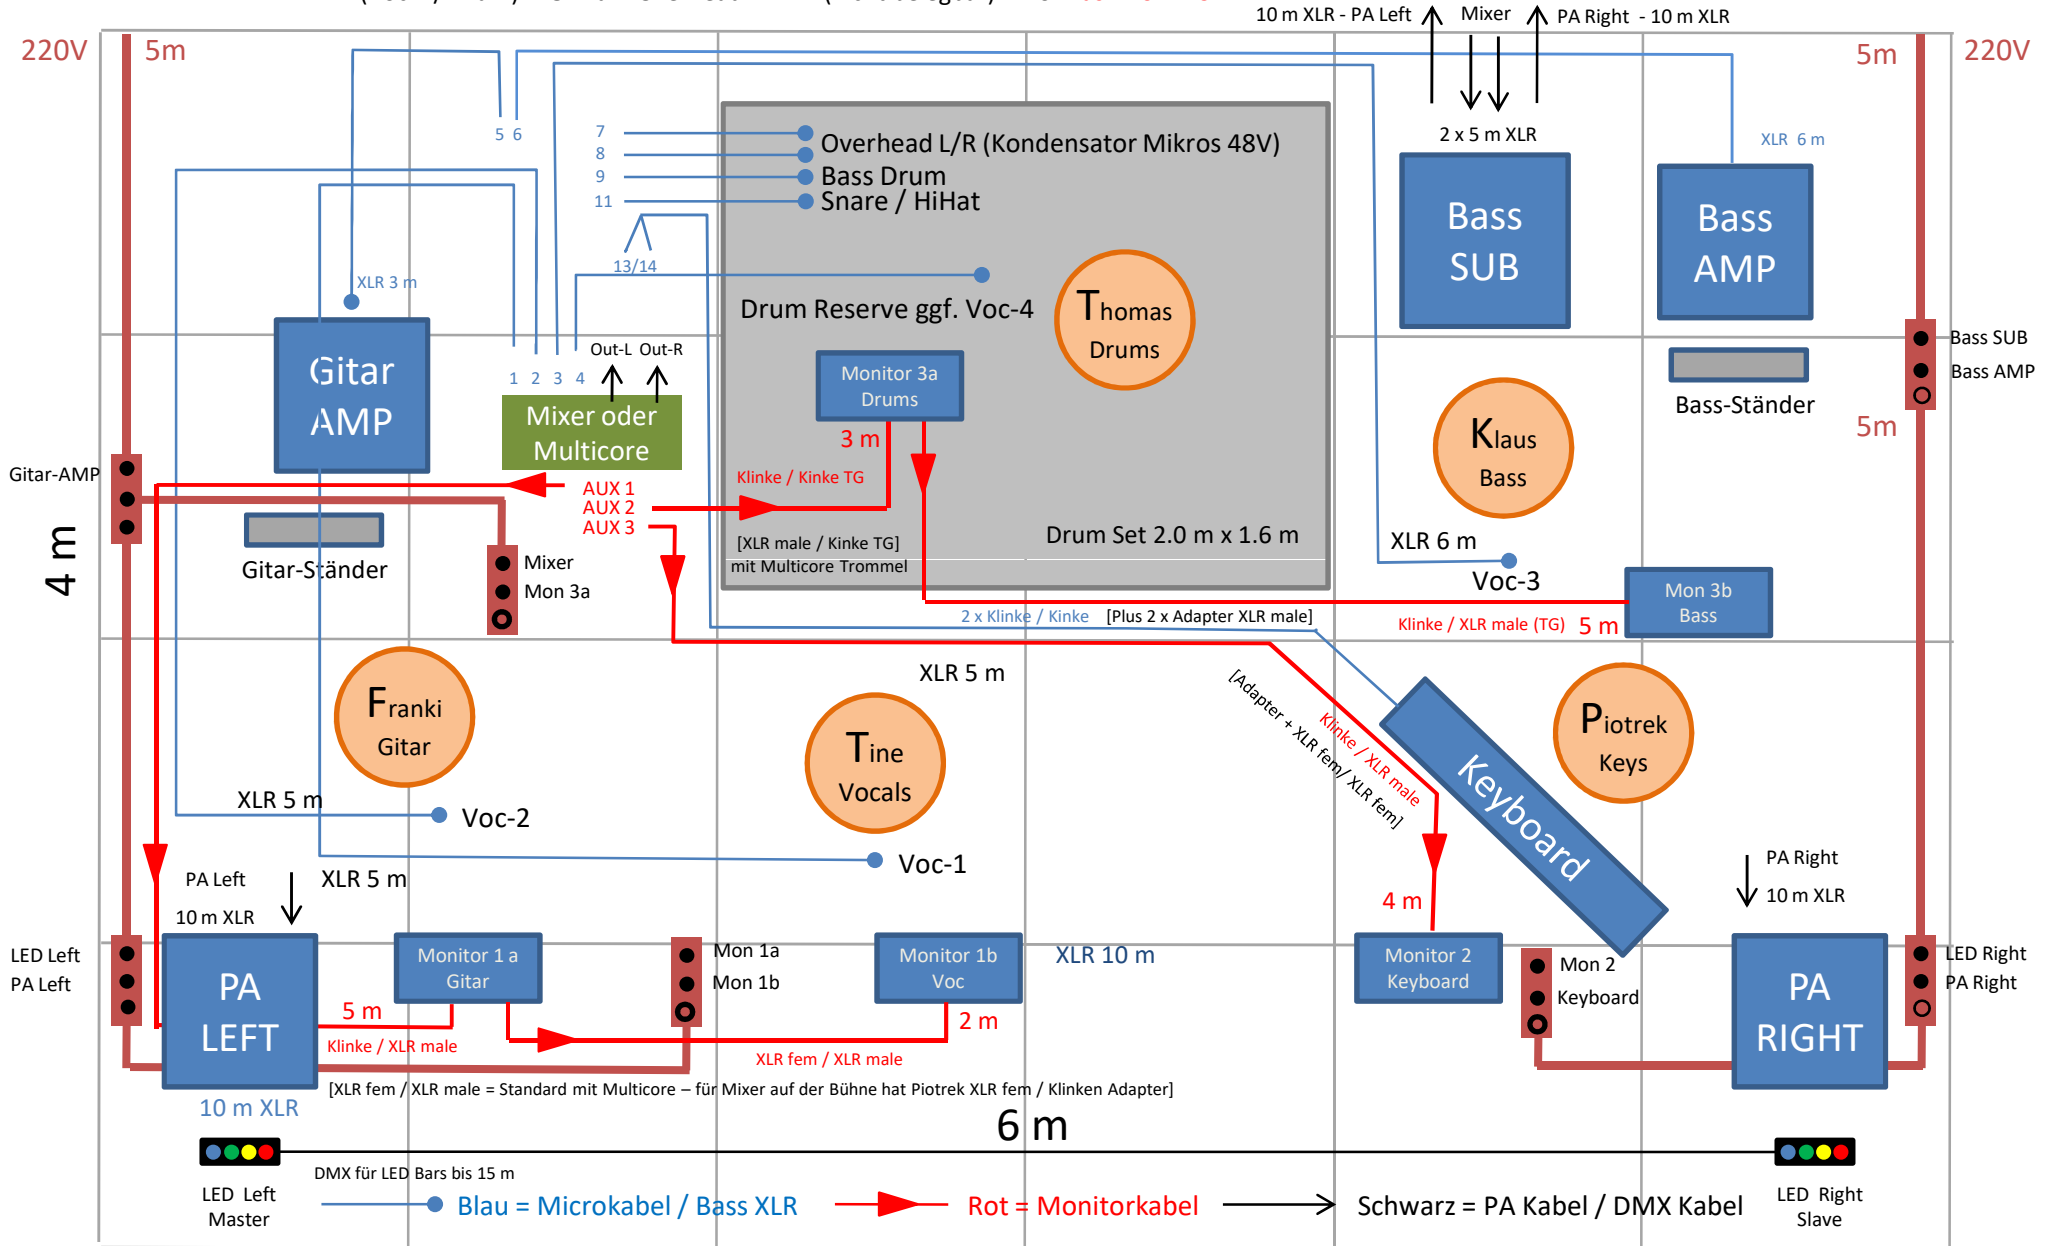 10 m XLR - PA Left
Mixer
PA Right - 10 m XLR
220V
5m
5m
220V
5 6
7
8
9
11
Overhead L/R (Kondensator Mikros 48V)
Bass Drum
Snare / HiHat
2 x 5 m XLR
XLR 6 m
Bass
SUB
Bass
AMP
13/14
XLR 3 m
Drum Reserve ggf. Voc-4
Thomas
Drums
Gitar
AMP
Out-L Out-R
1 2 3 4
Mixer oder
Multicore
Monitor 3a
Drums
3 m
Bass SUB
Bass AMP
Bass-Ständer
5m
Klaus
Bass
Gitar-AMP
AUX 1
AUX 2
AUX 3
Klinke / Kinke TG
[XLR male / Kinke TG]
mit Multicore Trommel
Drum Set 2.0 m x 1.6 m
XLR 6 m
Voc-3
4 m
Gitar-Ständer
Mixer
Mon 3a
Mon 3b
Bass
2 x Klinke / Kinke
[Plus 2 x Adapter XLR male]
Klinke / XLR male (TG)
5 m
Franki
Gitar
XLR 5 m
Tine
Vocals
[Adapter + XLR fem/ XLR fem]
Klinke / XLR male
Keyboard
Piotrek
Keys
XLR 5 m
Voc-2
Voc-1
XLR 5 m
PA Left
10 m XLR
4 m
PA Right
10 m XLR
LED Left
PA Left
PA
LEFT
Monitor 1 a
Gitar
Mon 1a
Mon 1b
Monitor 1b
Voc
XLR 10 m
Monitor 2
Keyboard
Mon 2
Keyboard
PA
RIGHT
LED Right
PA Right
5 m
Klinke / XLR male
2 m
XLR fem / XLR male
[XLR fem / XLR male = Standard mit Multicore – für Mixer auf der Bühne hat Piotrek XLR fem / Klinken Adapter]
10 m XLR
6 m
DMX für LED Bars bis 15 m
LED Left
Master
Blau = Microkabel / Bass XLR
Rot = Monitorkabel
Schwarz = PA Kabel / DMX Kabel
LED Right
Slave